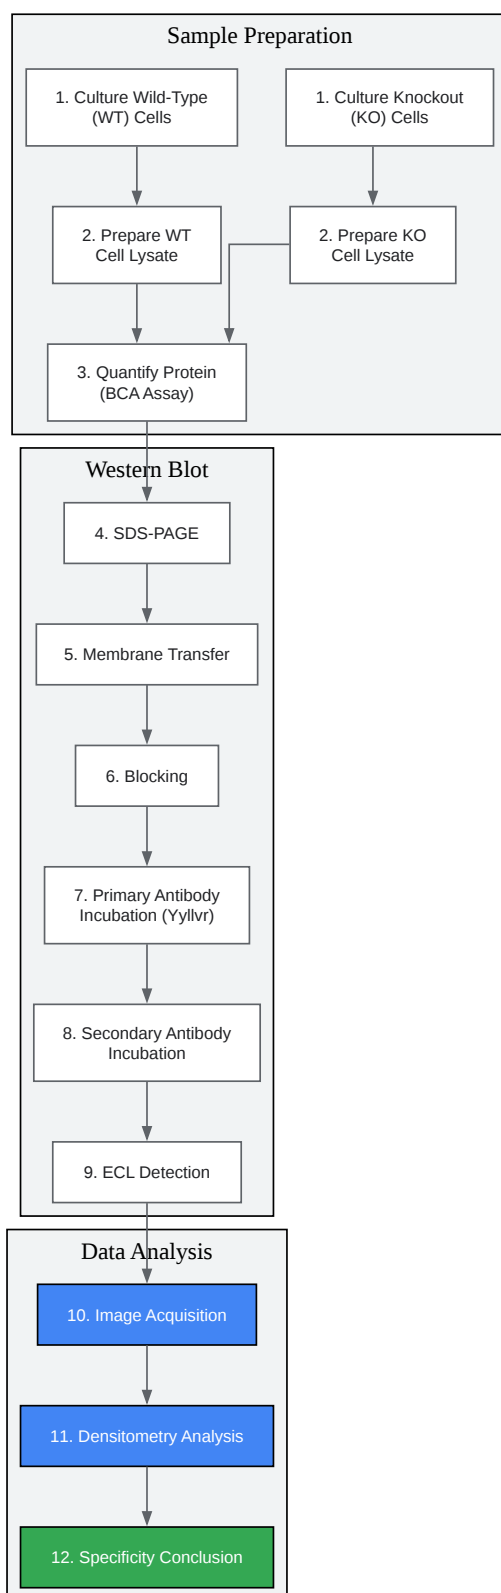 Sample Preparation
1. Culture Wild-Type
(WT) Cells
1. Culture Knockout
(KO) Cells
2. Prepare WT
Cell Lysate
2. Prepare KO
Cell Lysate
3. Quantify Protein
(BCA Assay)
Western Blot
4. SDS-PAGE
5. Membrane Transfer
6. Blocking
7. Primary Antibody
Incubation (Yyllvr)
8. Secondary Antibody
Incubation
9. ECL Detection
Data Analysis
10. Image Acquisition
11. Densitometry Analysis
12. Specificity Conclusion